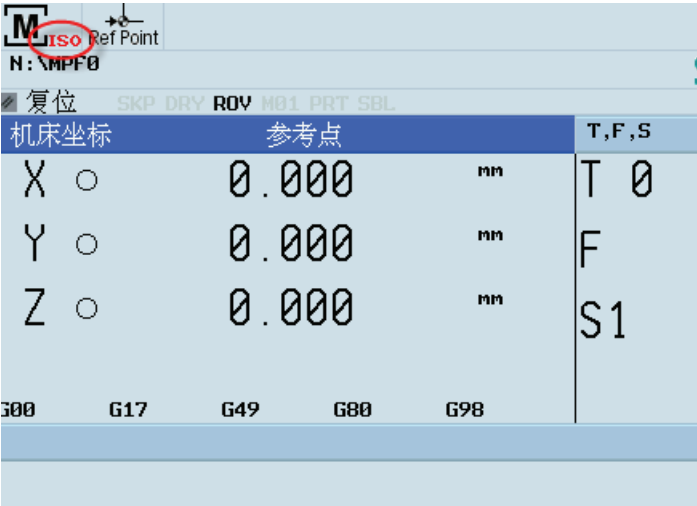 M ISO Ref Point
N:\MPF0
复位 SKP DRY ROV M01 PRT SBL
机床坐标 参考点 T,F,S
X 0.000 mm T 0
Y 0.000 mm F
Z 0.000 mm S1
G00 G17 G49 G80 G98